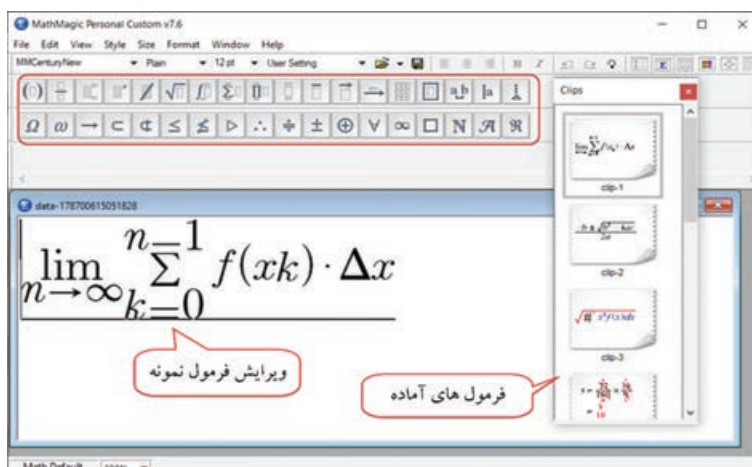 MathMagic Personal Custom v7.6
File Edit View Style Size Format Window Help
MMCenturyNew Plain 12 pt User Setting
Ω ω → ⊂ ⊄ ≤ ≨ ▷ ∴ ± ⊕ ∀ ∞ □ ℕ 𝒜 ℜ
Clips
clip-1
clip-2
clip-3
data-178700615051828
lim n→∞ n=1 Σ k=0 f(xk) · Δx
ویرایش فرمول نمونه
فرمول های آماده
Math Default